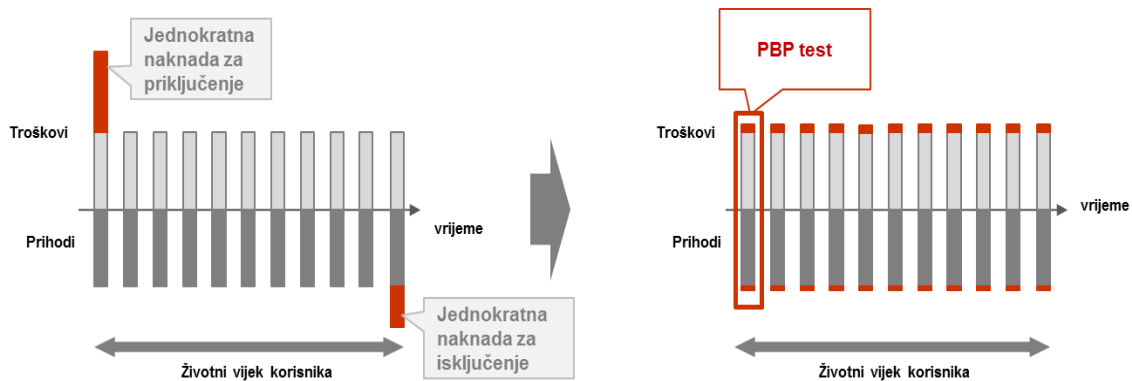 Jednokratna
naknada za
priključenje
Troškovi
Prihodi
vrijeme
Jednokratna
naknada za
isključenje
Životni vijek korisnika
PBP test
Troškovi
Prihodi
vrijeme
Životni vijek korisnika